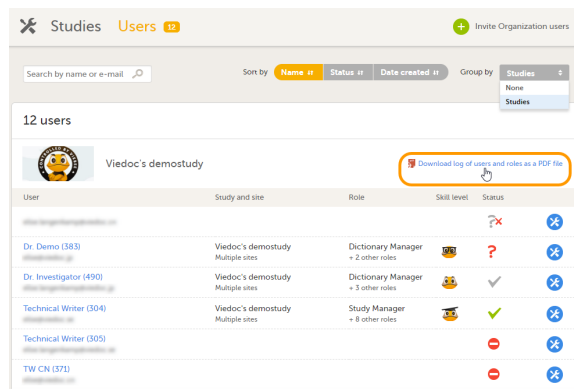 Studies Users 12
Invite Organization users
Search by name or e-mail
Sort by Name Status Date created Group by Studies
None
Studies
12 users
Viedoc's demostudy
Download log of users and roles as a PDF file
User Study and site Role Skill level Status
Dr. Demo (383) Viedoc's demostudy Dictionary Manager
Multiple sites + 2 other roles
Dr. Investigator (490) Viedoc's demostudy Dictionary Manager
Multiple sites + 3 other roles
Technical Writer (304) Viedoc's demostudy Study Manager
Multiple sites + 8 other roles
Technical Writer (305)
TW CN (371)